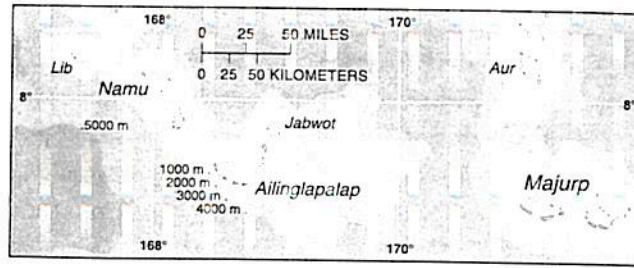 168°
170°
0 25 50 MILES
0 25 50 KILOMETERS
Lib
Namu
Aur
8°
8°
5000 m
Jabwot
1000 m
2000 m
3000 m
4000 m
Ailinglapalap
Majurp
168°
170°